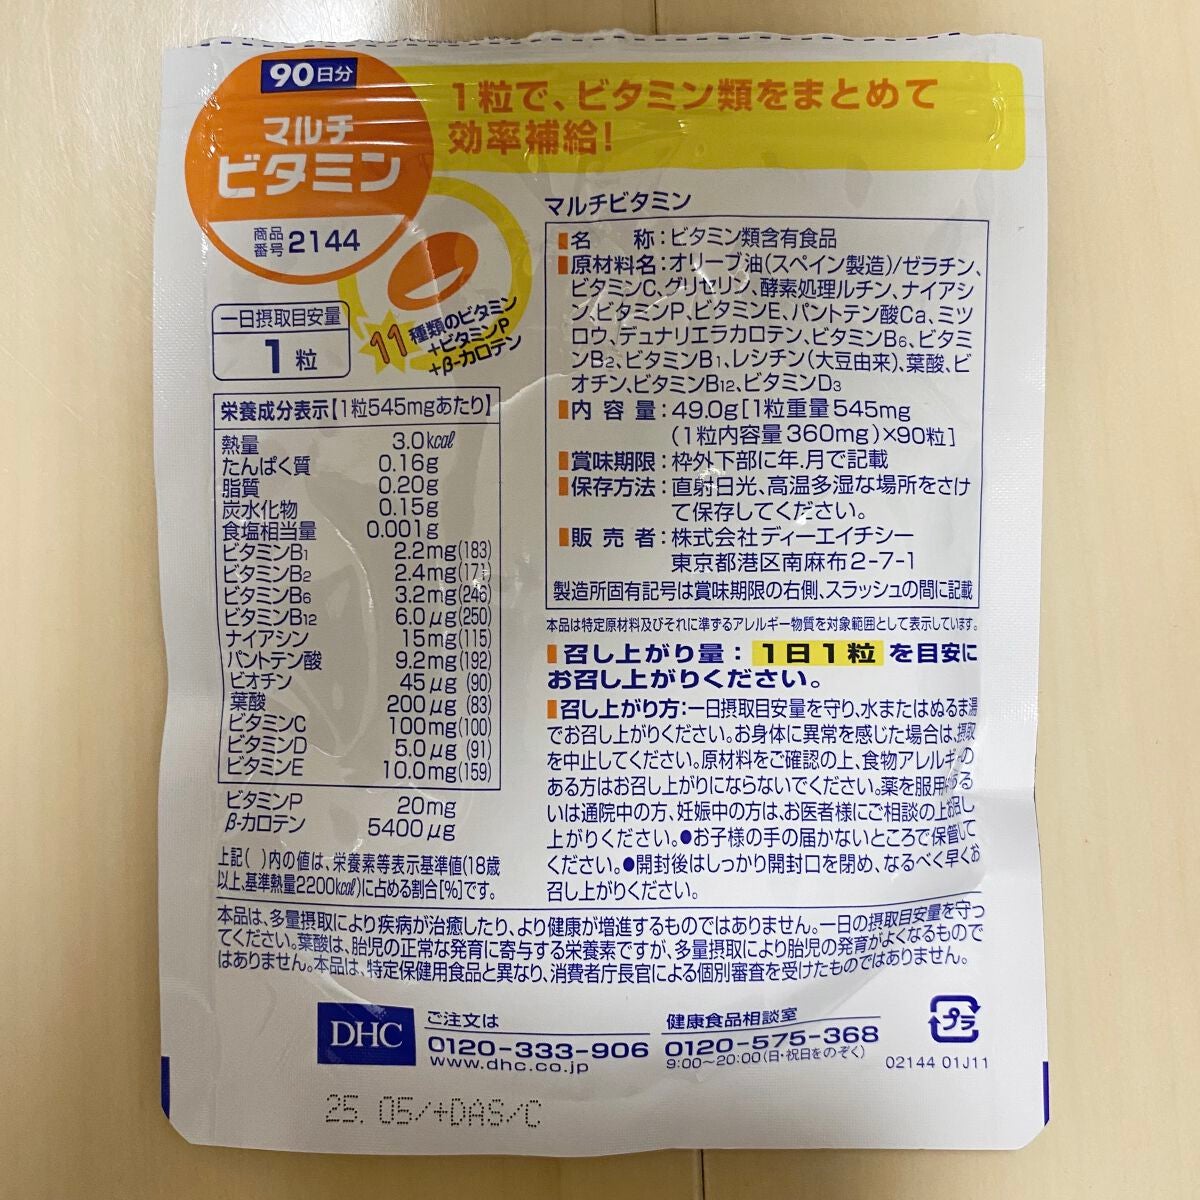 90日分
マルチ
ビタミン
商品
番号 2144
1粒で、ビタミン類をまとめて
効率補給!
11種類のビタミン
+ビタミンP
+β-カロテン
一日摂取目安量
1粒
栄養成分表示【1粒545mgあたり】
熱量 3.0kcal
たんぱく質 0.16g
脂質 0.20g
炭水化物 0.15g
食塩相当量 0.001g
ビタミンB1 2.2mg(183)
ビタミンB2 2.4mg(171)
ビタミンB6 3.2mg(246)
ビタミンB12 6.0μg(250)
ナイアシン 15mg(115)
パントテン酸 9.2mg(192)
ビオチン 45μg(90)
葉酸 200μg(83)
ビタミンC 100mg(100)
ビタミンD 5.0μg(91)
ビタミンE 10.0mg(159)
ビタミンP 20mg
β-カロテン 5400μg
上記( )内の値は、栄養素等表示基準値(18歳
以上、基準熱量2200kcal)に占める割合[%]です。
マルチビタミン
名 称:ビタミン類含有食品
原材料名:オリーブ油(スペイン製造)/ゼラチン、
ビタミンC、グリセリン、酵素処理ルチン、ナイアシ
ン、ビタミンP、ビタミンE、パントテン酸Ca、ミツ
ロウ、デュナリエラカロテン、ビタミンB6、ビタミ
ンB2、ビタミンB1、レシチン(大豆由来)、葉酸、ビ
オチン、ビタミンB12、ビタミンD3
内 容 量:49.0g[1粒重量545mg
(1粒内容量360mg)×90粒]
賞味期限:枠外下部に年.月で記載
保存方法:直射日光、高温多湿な場所をさけ
て保存してください。
販 売 者:株式会社ディーエイチシー
東京都港区南麻布2-7-1
製造所固有記号は賞味期限の右側、スラッシュの間に記載
本品は特定原材料及びそれに準ずるアレルギー物質を対象範囲として表示しています。
召し上がり量:1日1粒を目安に
お召し上がりください。
召し上がり方:一日摂取目安量を守り、水またはぬるま湯
でお召し上がりください。お身体に異常を感じた場合は、摂取
を中止してください。原材料をご確認の上、食物アレルギーの
ある方はお召し上がりにならないでください。薬を服用中ある
いは通院中の方、妊娠中の方は、お医者様にご相談の上お召し
上がりください。●お子様の手の届かないところで保管して
ください。●開封後はしっかり開封口を閉め、なるべく早くお
召し上がりください。
本品は、多量摂取により疾病が治癒したり、より健康が増進するものではありません。一日の摂取目安量を守っ
てください。葉酸は、胎児の正常な発育に寄与する栄養素ですが、多量摂取により胎児の発育がよくなるもので
はありません。本品は、特定保健用食品と異なり、消費者庁長官による個別審査を受けたものではありません。
DHC
ご注文は
0120-333-906
www.dhc.co.jp
健康食品相談室
0120-575-368
9:00~20:00(日・祝日をのぞく)
プラ
02144 01J11
25. 05/+DAS/C